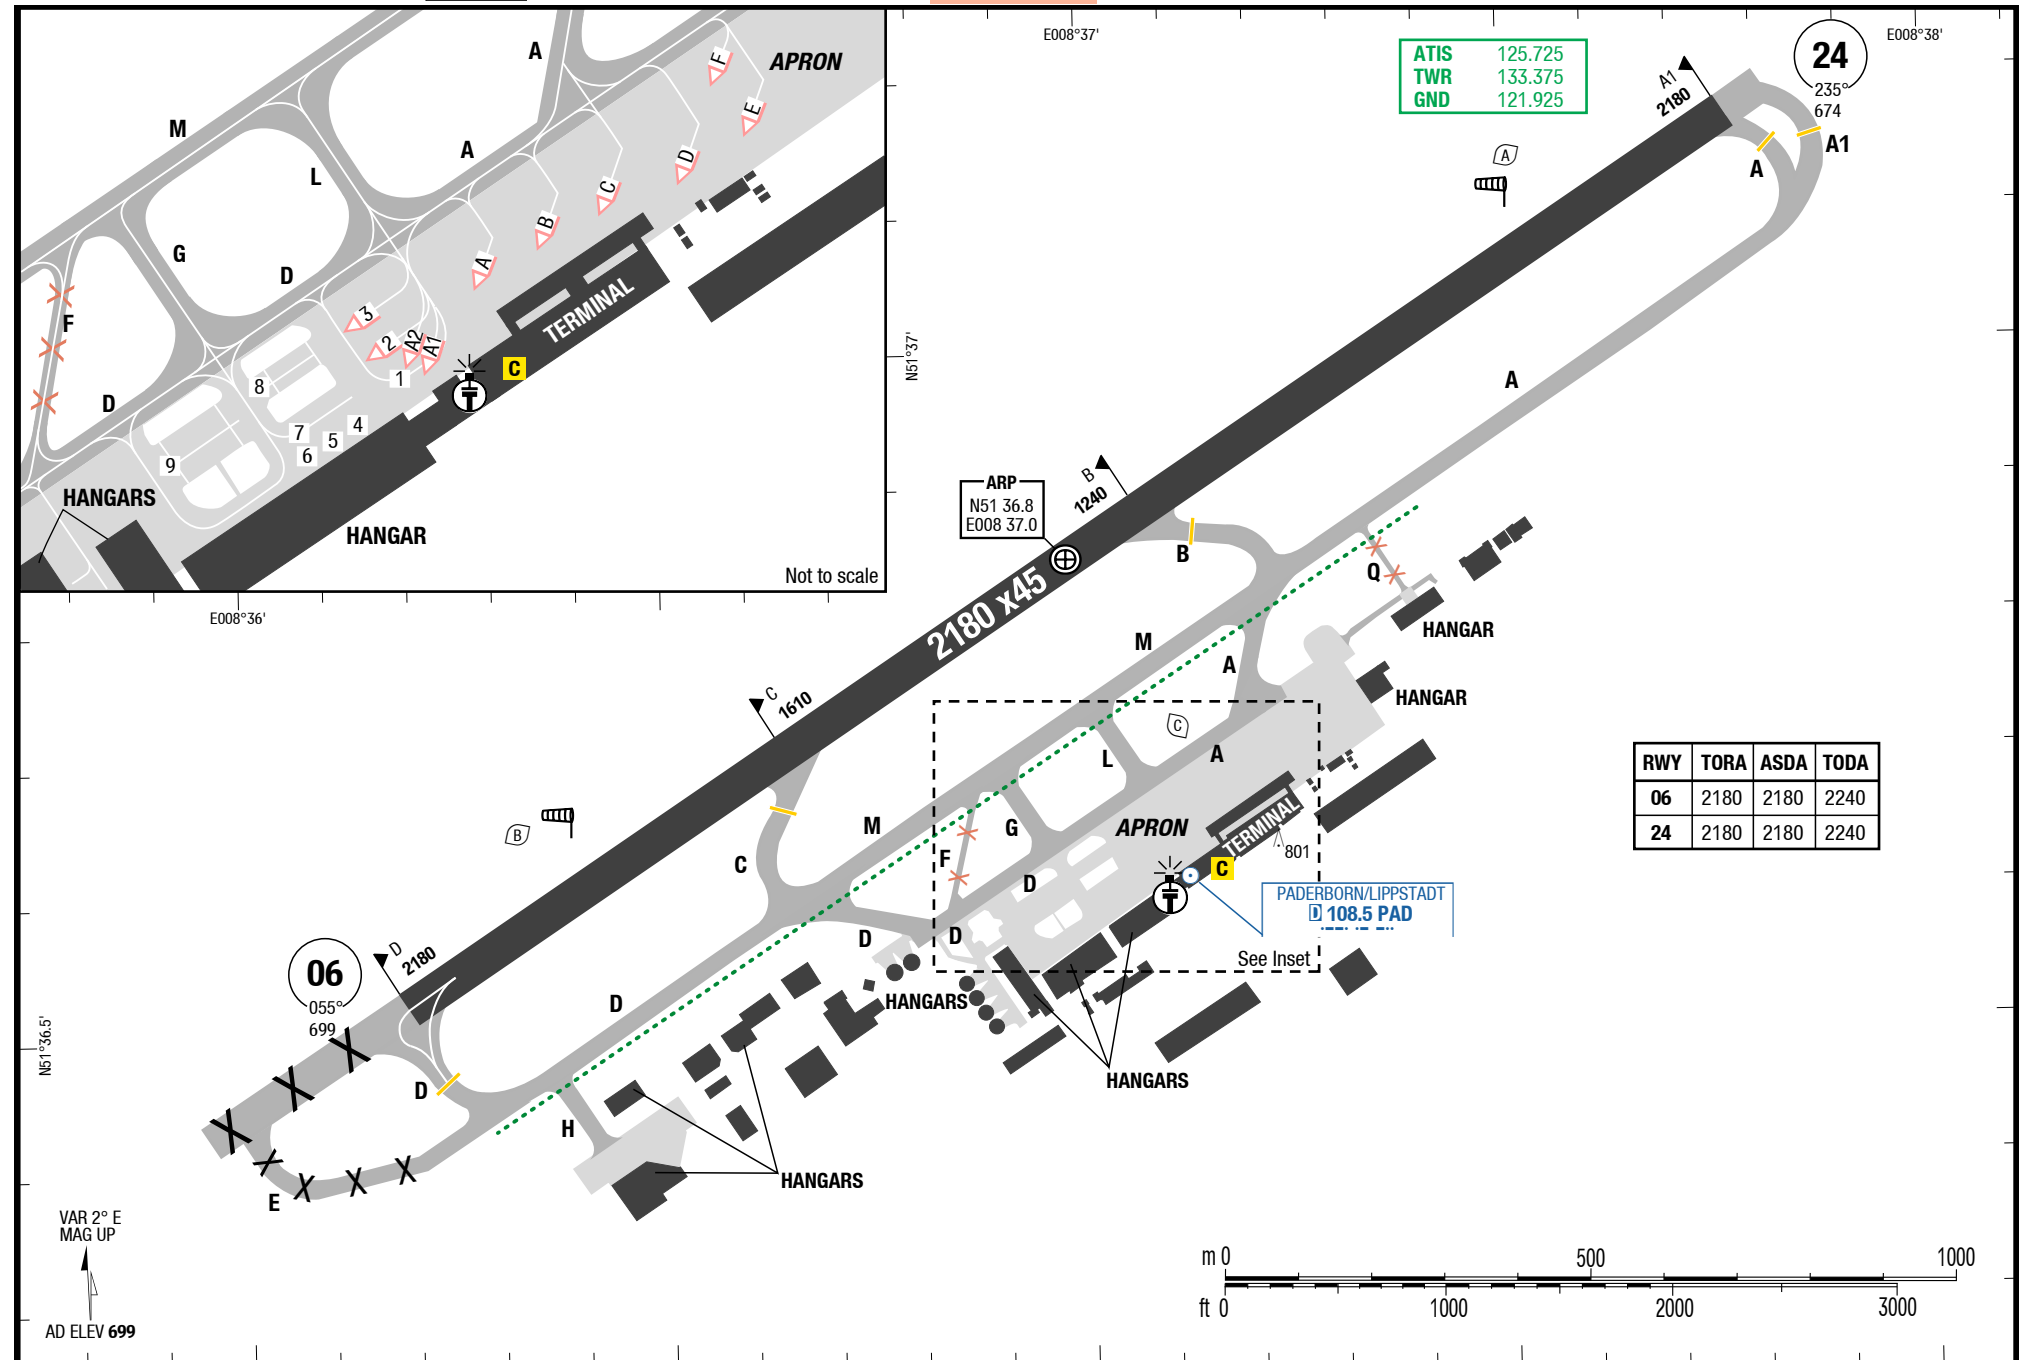 A
APRON
F
E
M
A
L
D
C
B
G
A
D
3
F
2
A2
A1
TERMINAL
C
1
8
D
4
7
5
6
9
HANGARS
HANGAR
Not to scale
E008°36'
E008°37'
E008°38'
N51°37'
N51°36.5'
ATIS 125.725
TWR 133.375
GND 121.925
24
235°
674
A1
2180
A1
A
A
A
B
1240
ARP
N51 36.8
E008 37.0
B
Q
HANGAR
2180 x45
M
A
HANGAR
C
1610
C
L
A
RWY TORA ASDA TODA
06 2180 2180 2240
24 2180 2180 2240
B
M
G
APRON
TERMINAL
801
C
F
C
D
PADERBORN/LIPPSTADT
D 108.5 PAD
See Inset
D
D
D
2180
06
055°
699
D
HANGARS
HANGARS
D
H
HANGARS
E
VAR 2° E
MAG UP
AD ELEV 699
m 0 500 1000
ft 0 1000 2000 3000